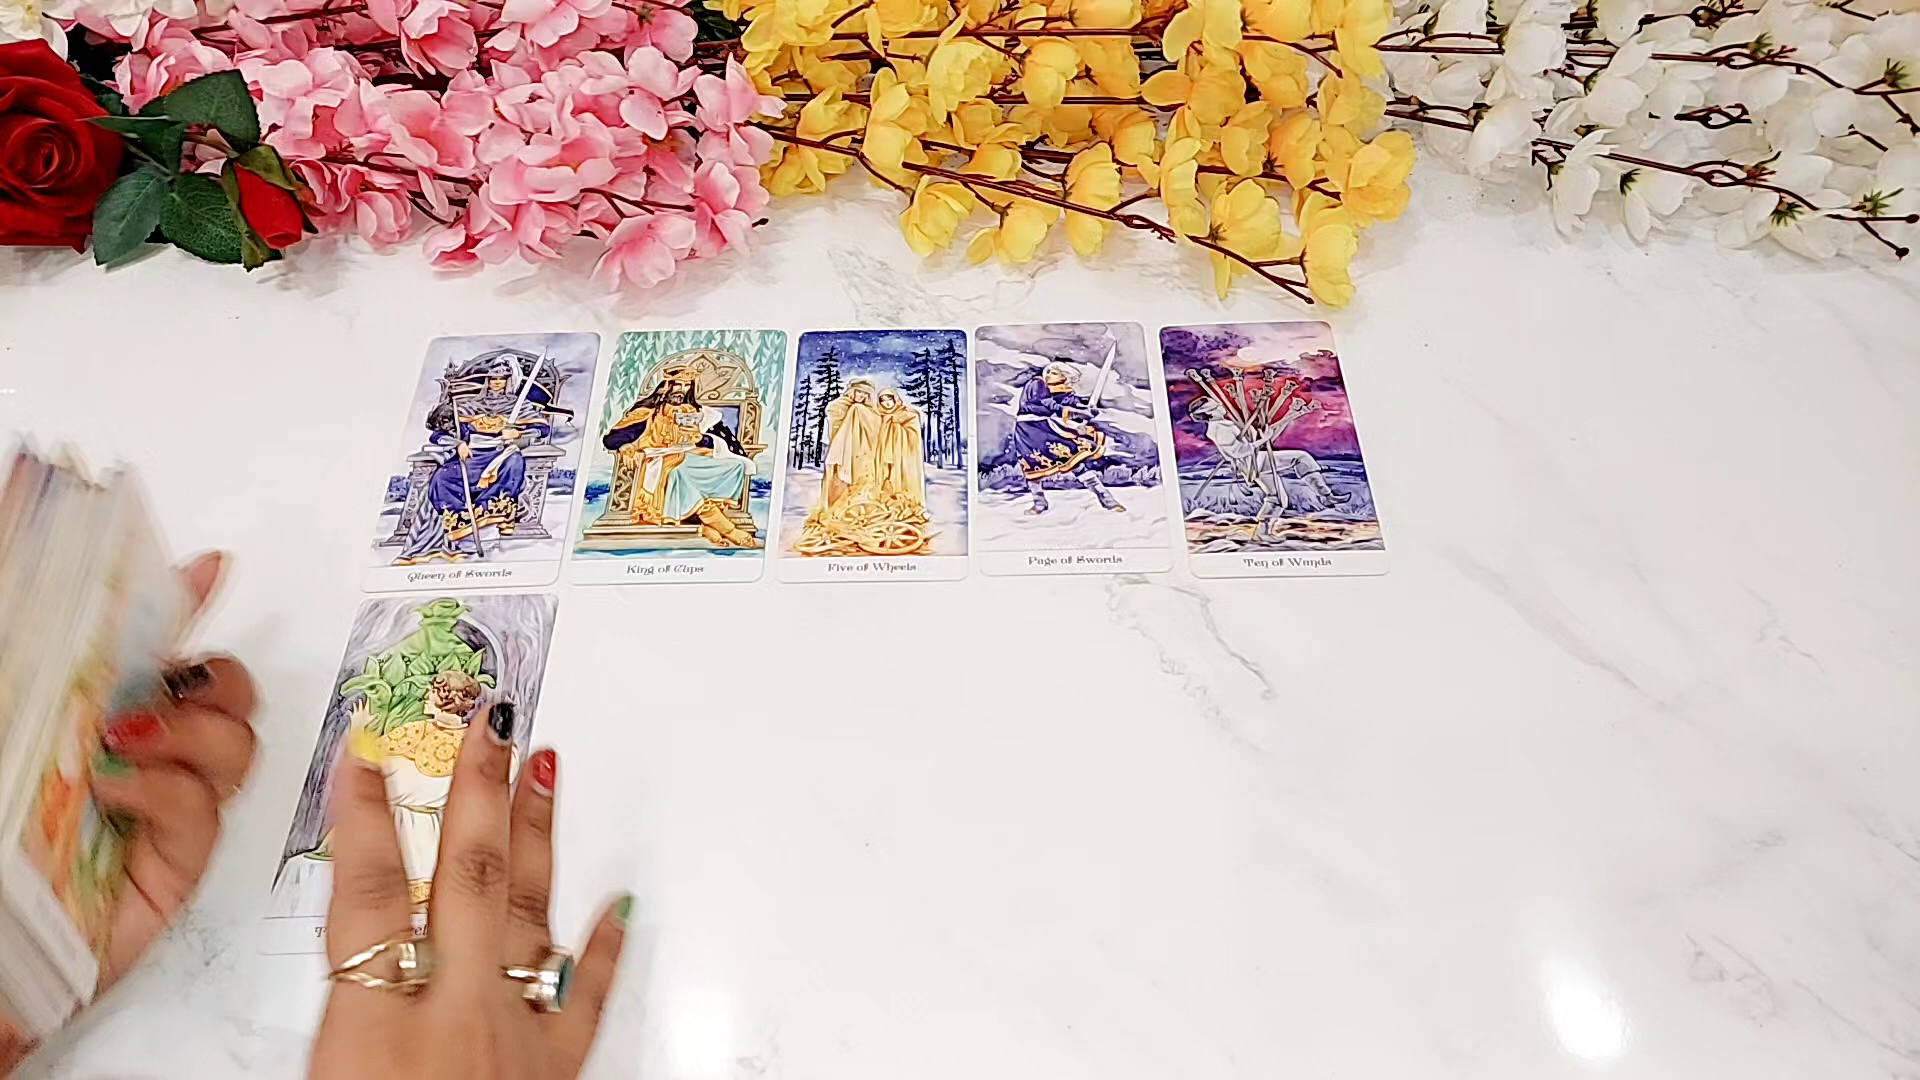 Queen of Swords
King of Cups
Five of Wheels
Page of Swords
Ten of Wands